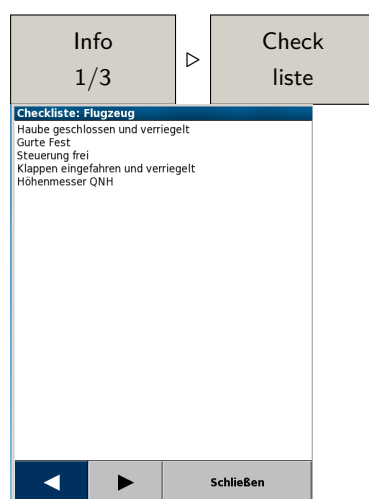 Info
1/3
▷
Check
liste
Checkliste: Flugzeug
Haube geschlossen und verriegelt
Gurte Fest
Steuerung frei
Klappen eingefahren und verriegelt
Höhenmesser QNH
Schließen